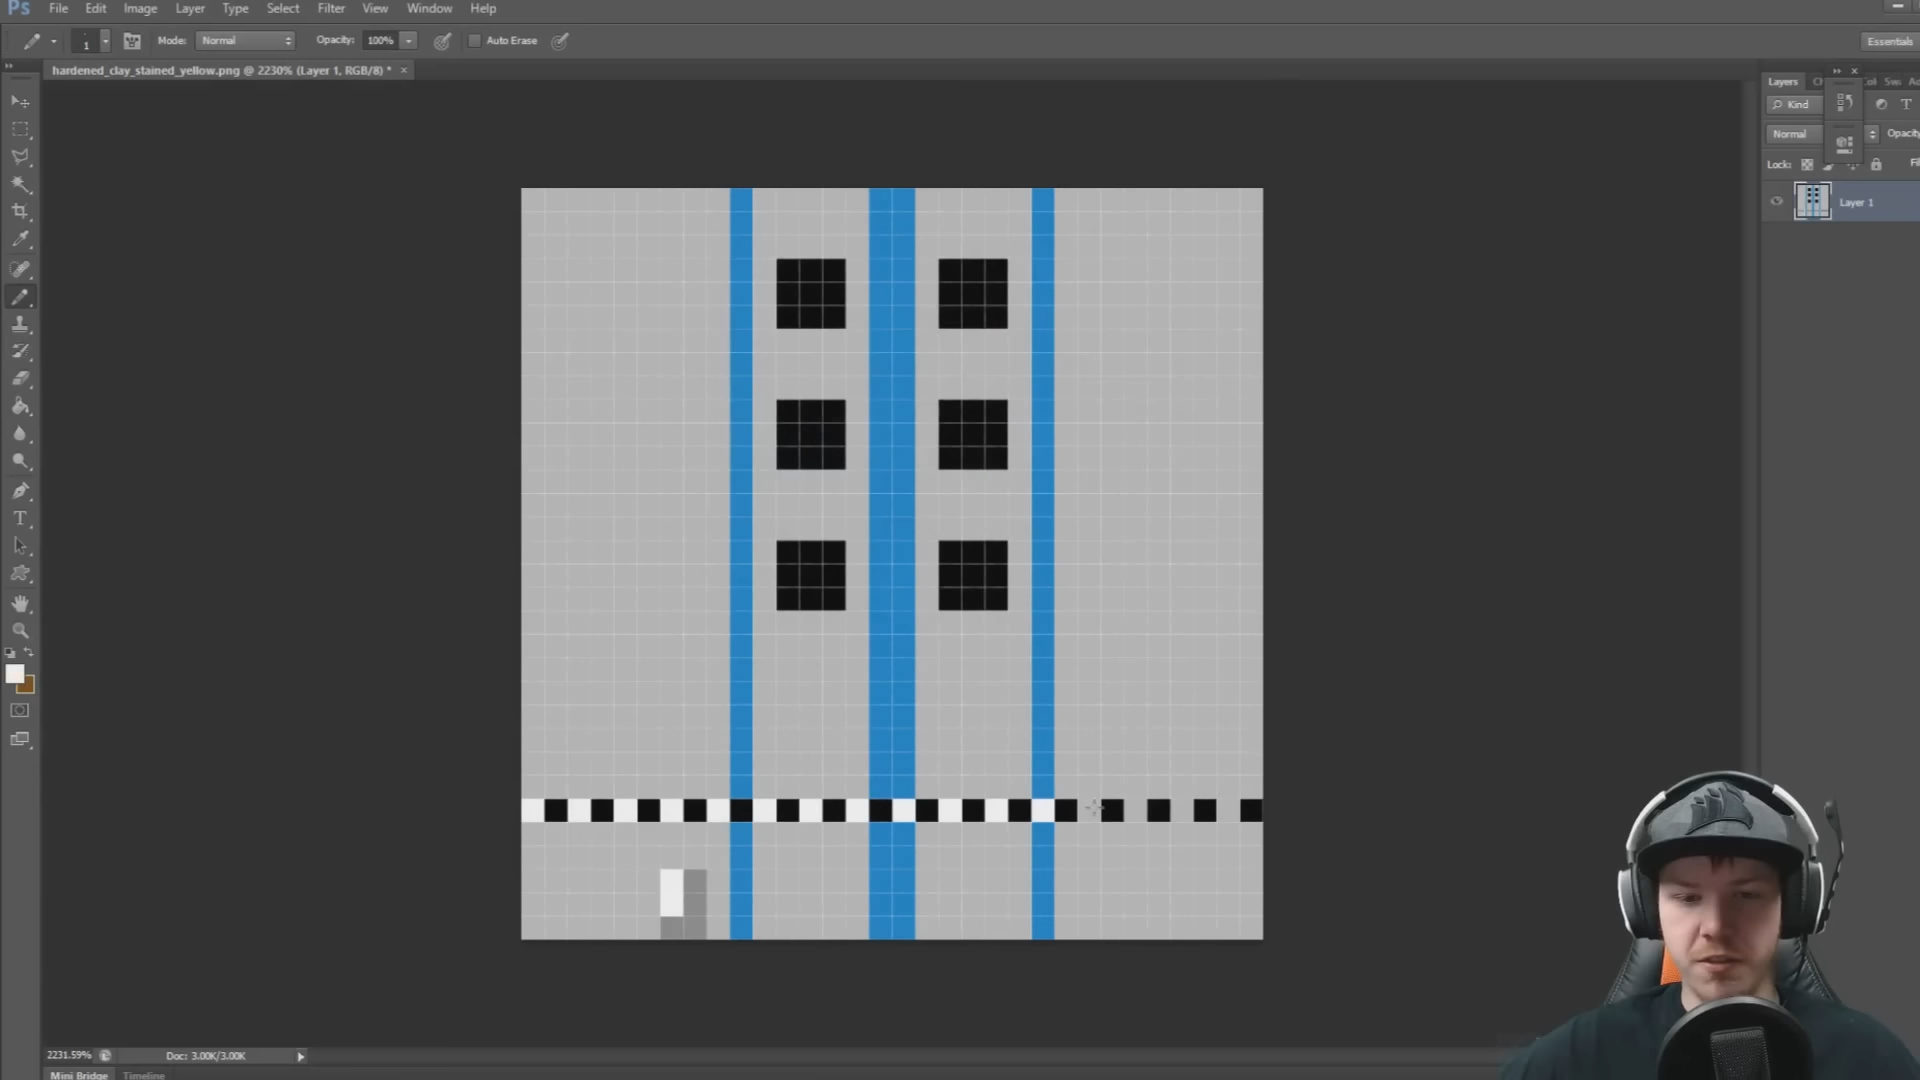 Ps File Edit Image Layer Type Select Filter View Window Help
1 Mode: Normal Opacity: 100% Auto Erase
Essentials
hardened_clay_stained_yellow.png @ 2230% (Layer 1, RGB/8) * ×
Layers
Kind T
Normal Opacity
Lock:
Layer 1
T
2231.59% Doc: 3.00K/3.00K
Mini Bridge Timeline